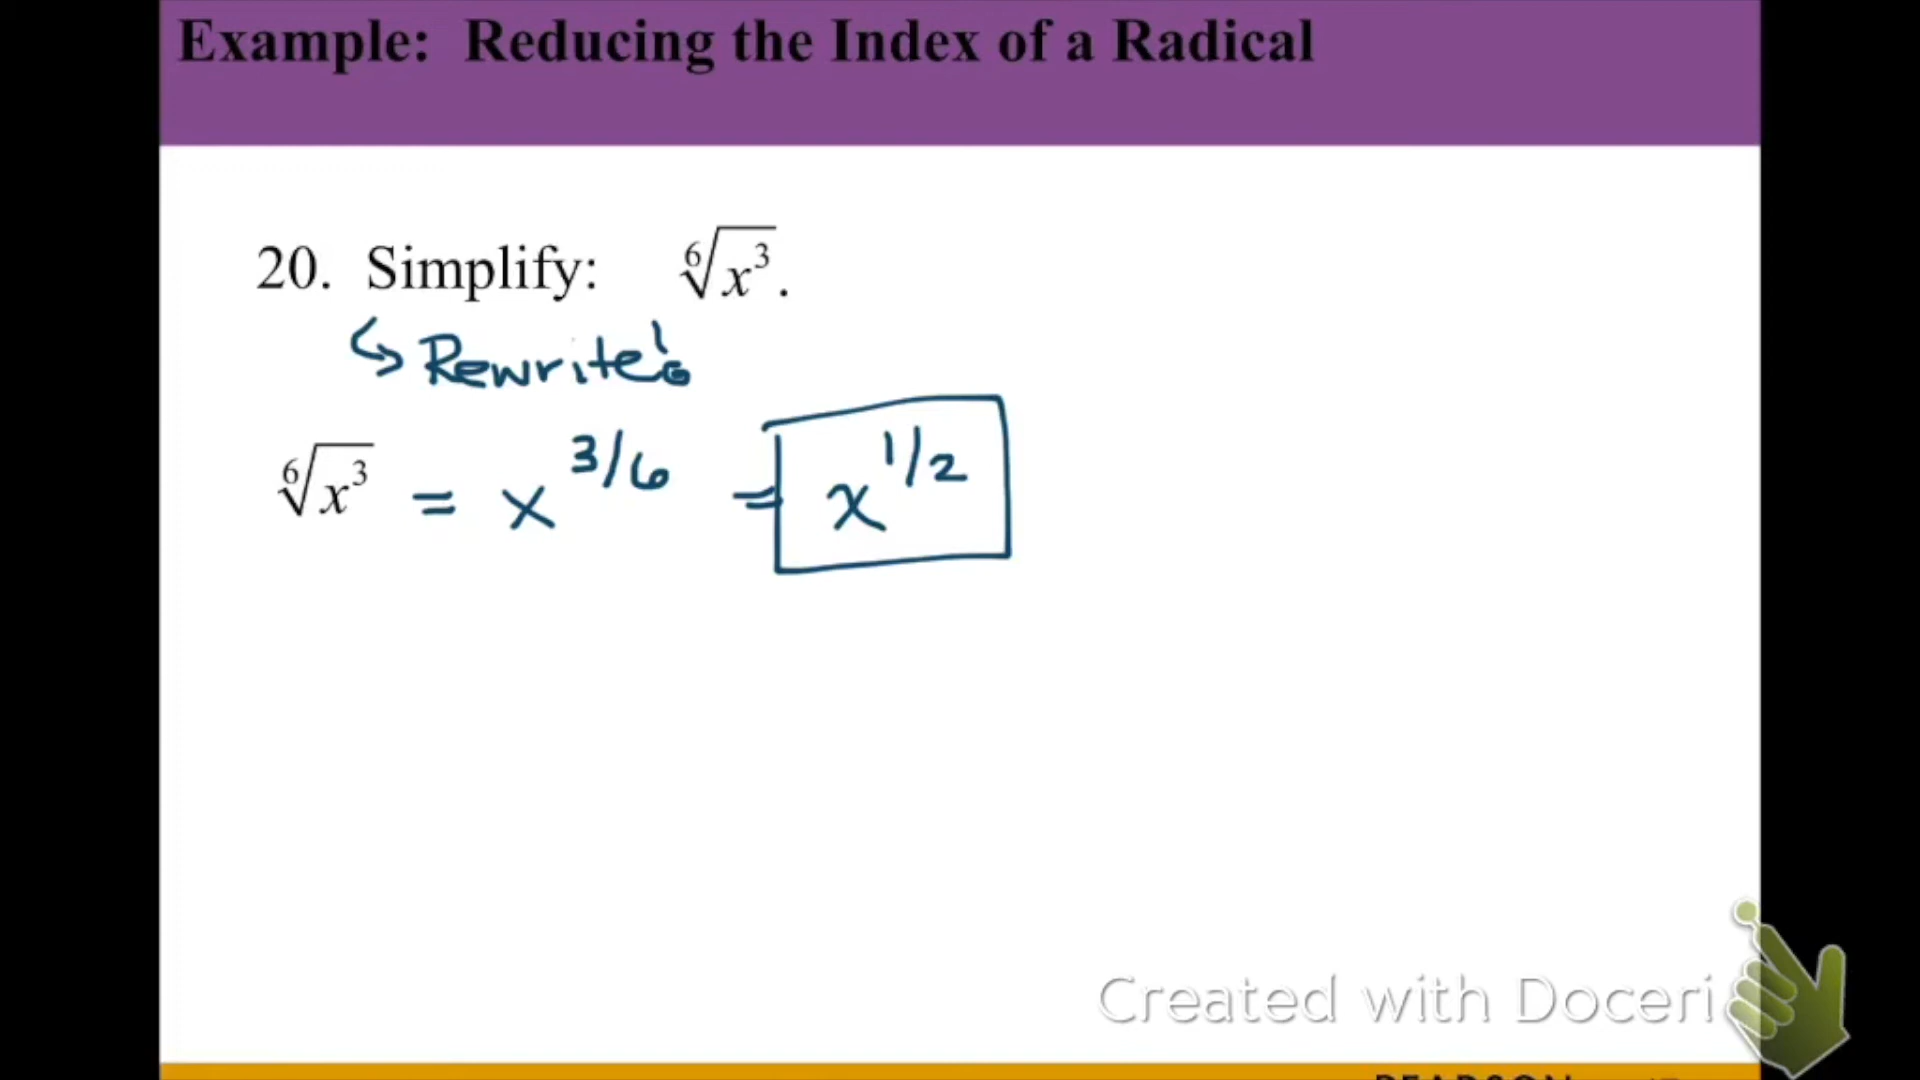 Example: Reducing the Index of a Radical
20. Simplify: ⁶√x³.
↳ Rewrite:
⁶√x³ = x^3/6 = x^1/2
Created with Doceri
PEARSON